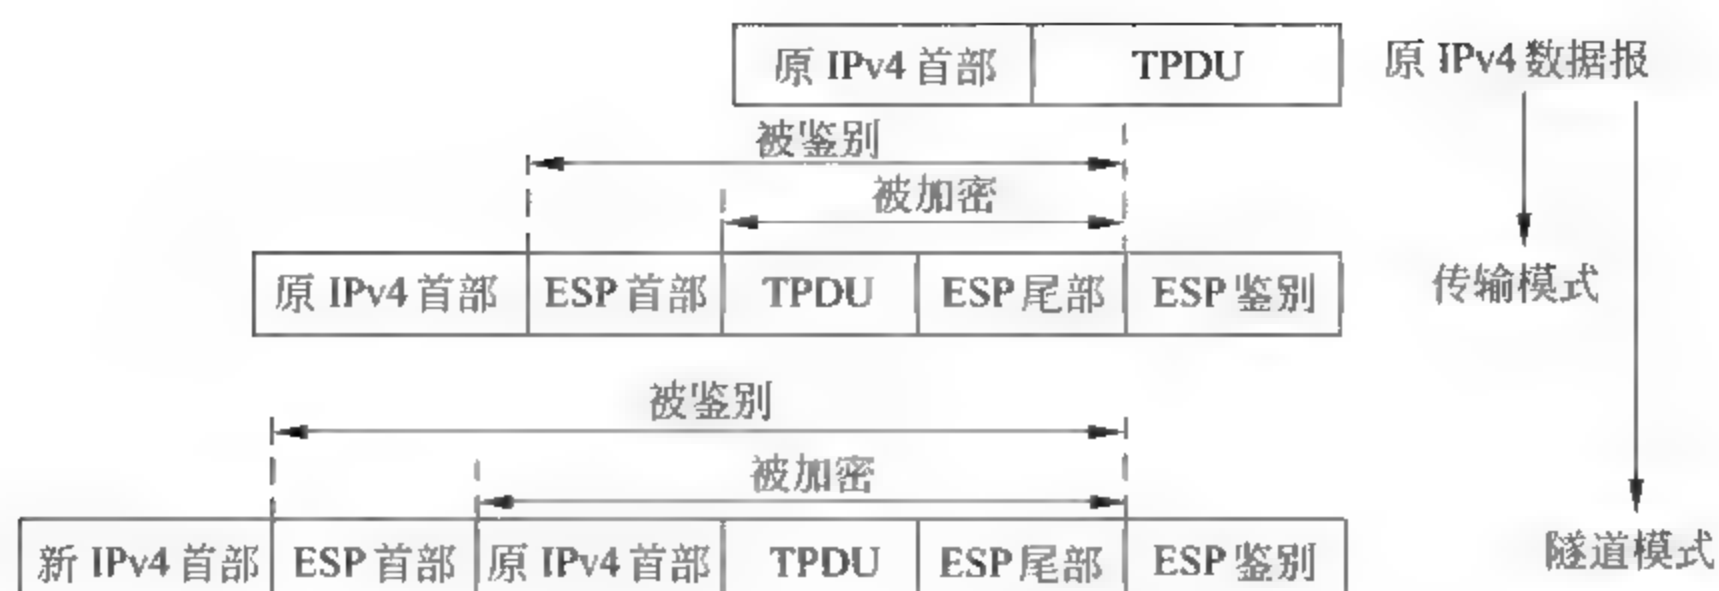 原 IPv4 首部 TPDU 原 IPv4 数据报
被鉴别
被加密
原 IPv4 首部 ESP 首部 TPDU ESP 尾部 ESP 鉴别 传输模式
被鉴别
被加密
新 IPv4 首部 ESP 首部 原 IPv4 首部 TPDU ESP 尾部 ESP 鉴别 隧道模式